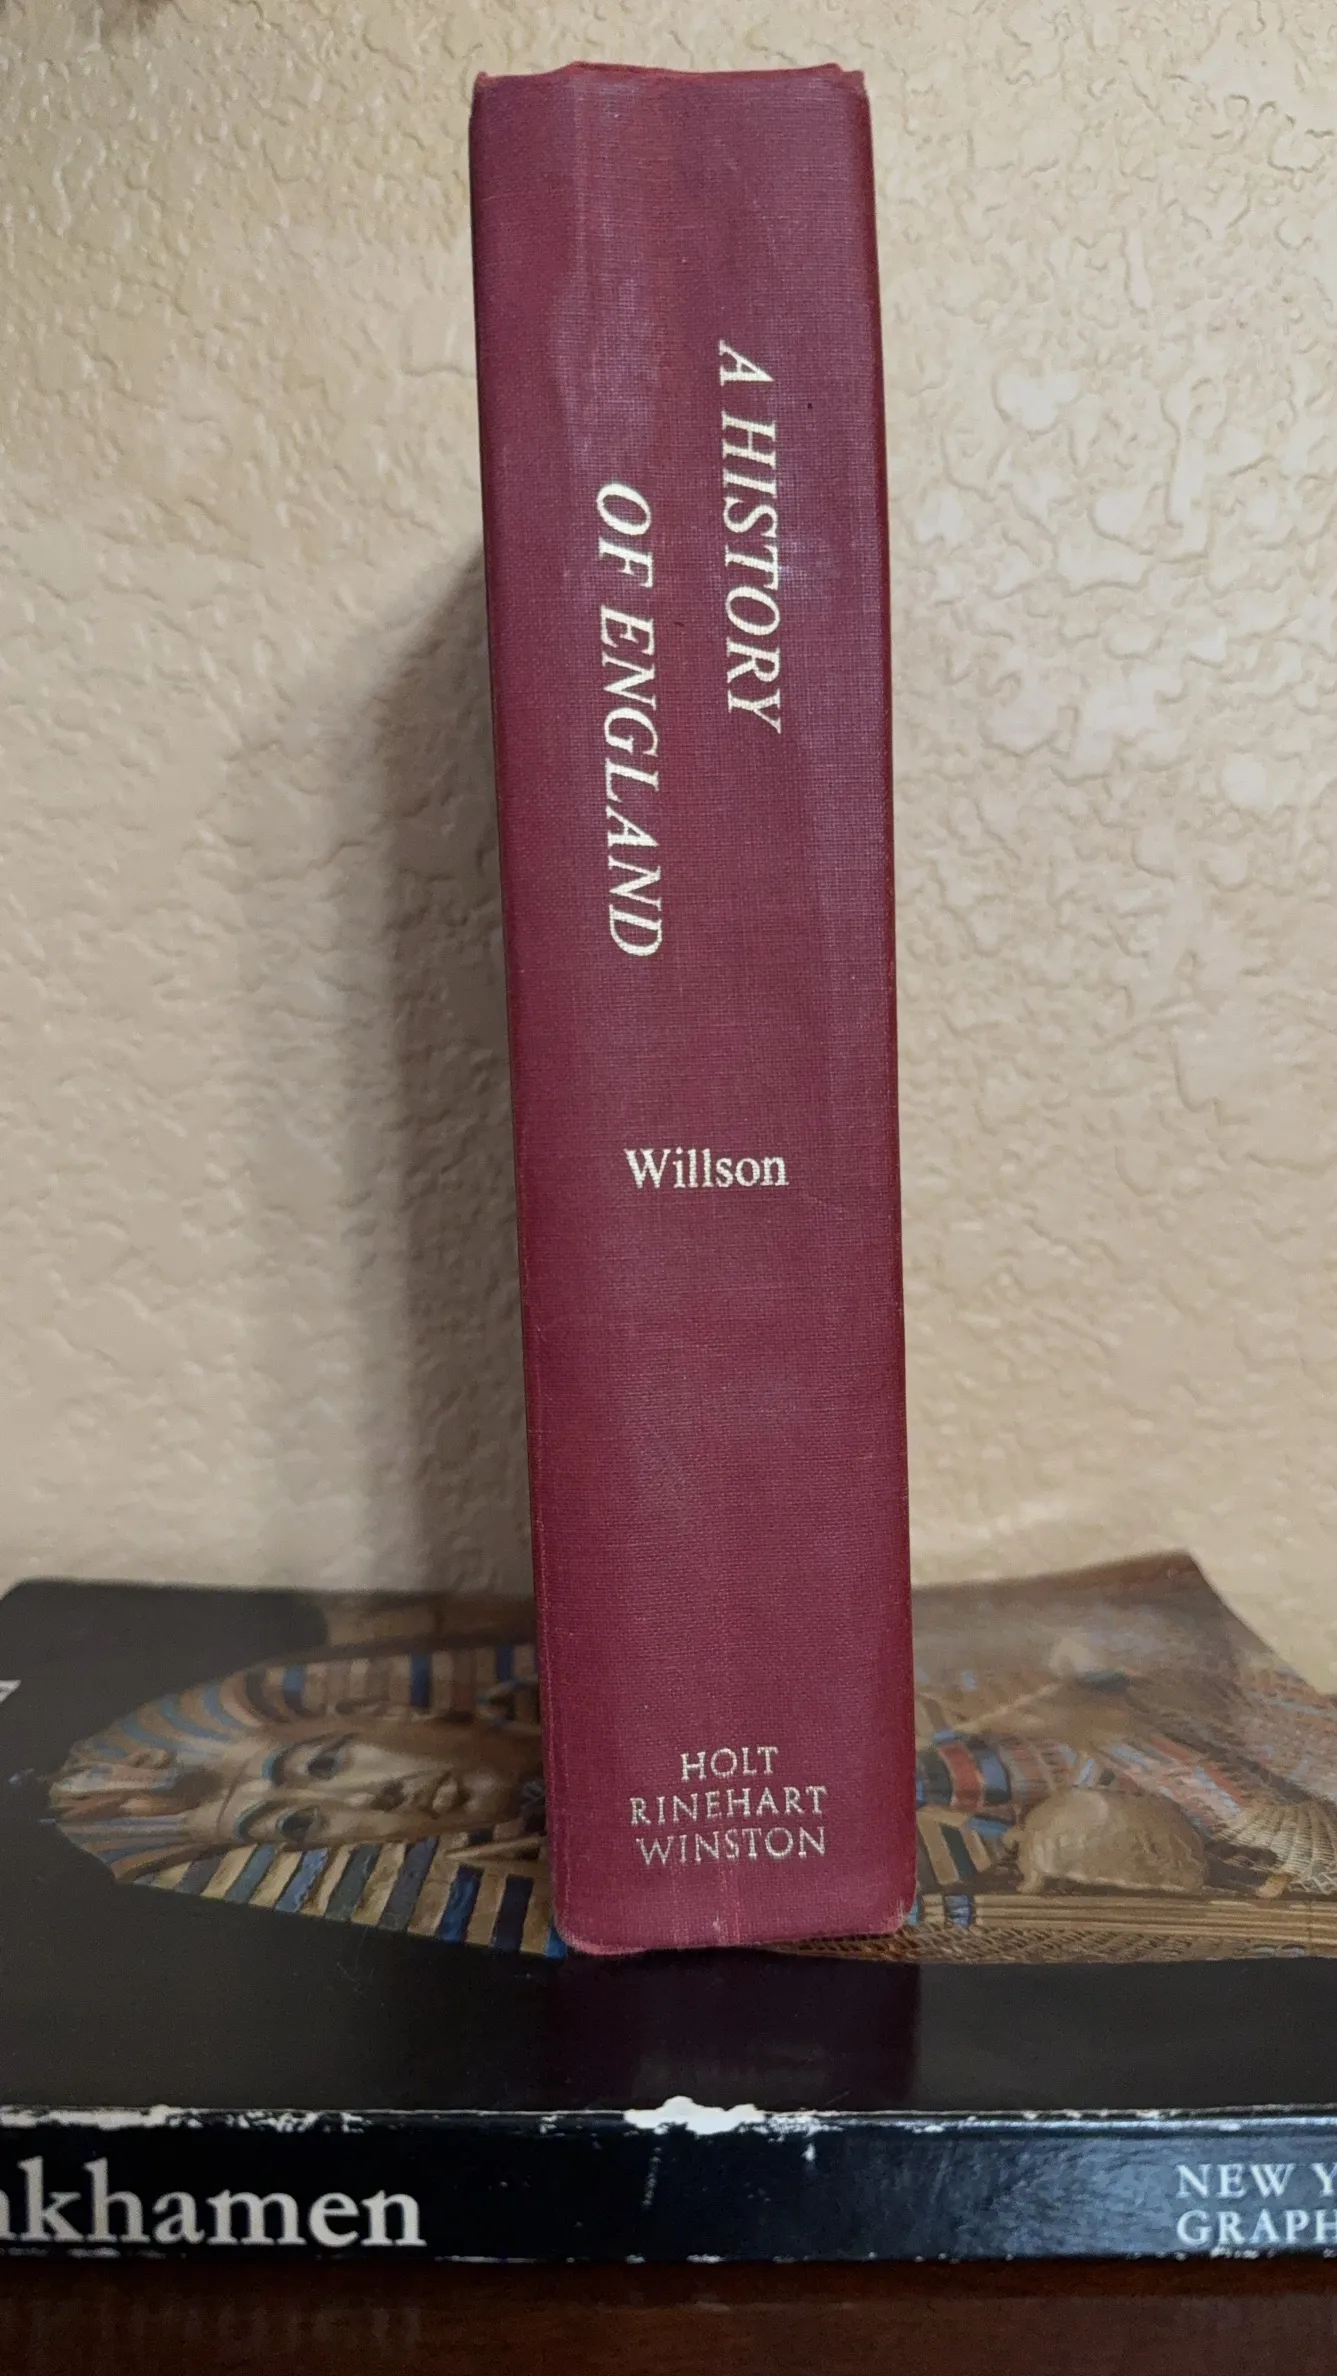 A HISTORY
OF ENGLAND
Willson
HOLT
RINEHART
WINSTON
nkhamen
NEW Y
GRAPH